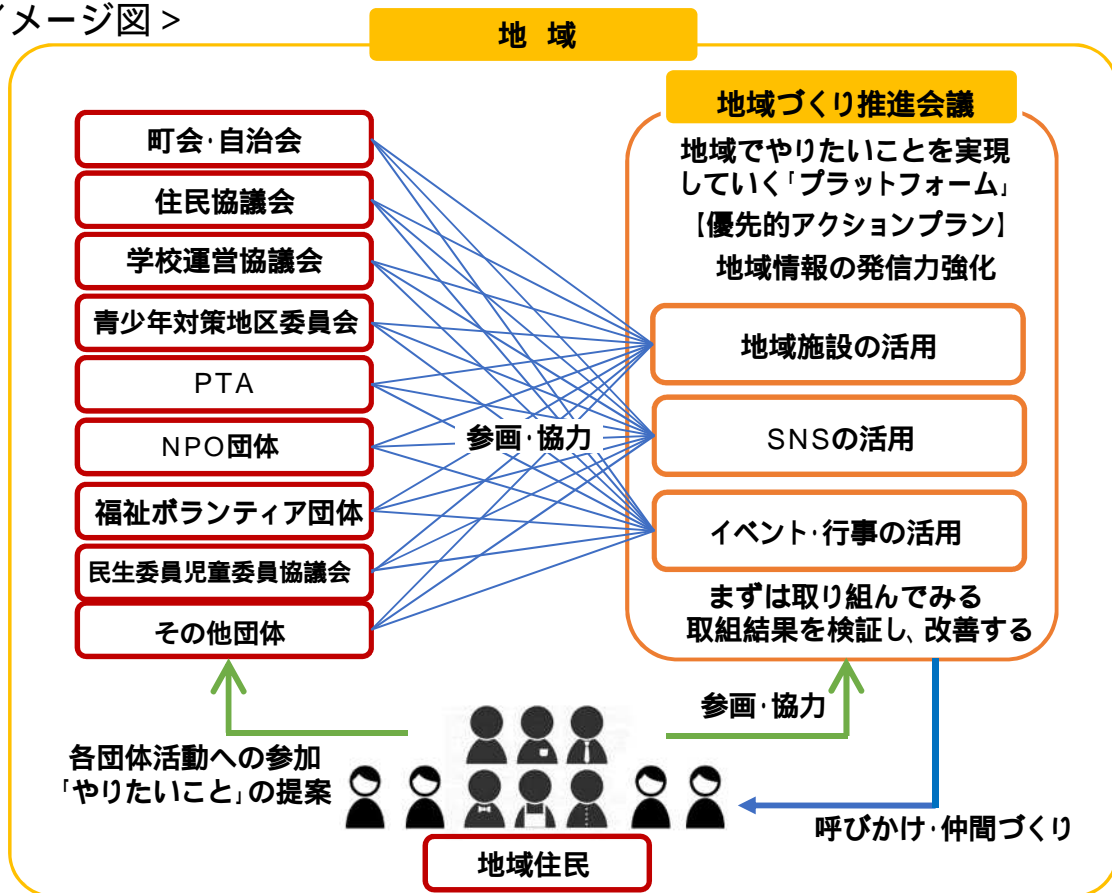 メージ図>
地 域
町会・自治会
住民協議会
学校運営協議会
青少年対策地区委員会
PTA
NPO団体
福祉ボランティア団体
民生委員児童委員協議会
その他団体
参画・協力
地域づくり推進会議
地域でやりたいことを実現
していく「プラットフォーム」
【優先的アクションプラン】
地域情報の発信力強化
地域施設の活用
SNSの活用
イベント・行事の活用
まずは取り組んでみる
取組結果を検証し、改善する
各団体活動への参加
「やりたいこと」の提案
参画・協力
呼びかけ・仲間づくり
地域住民